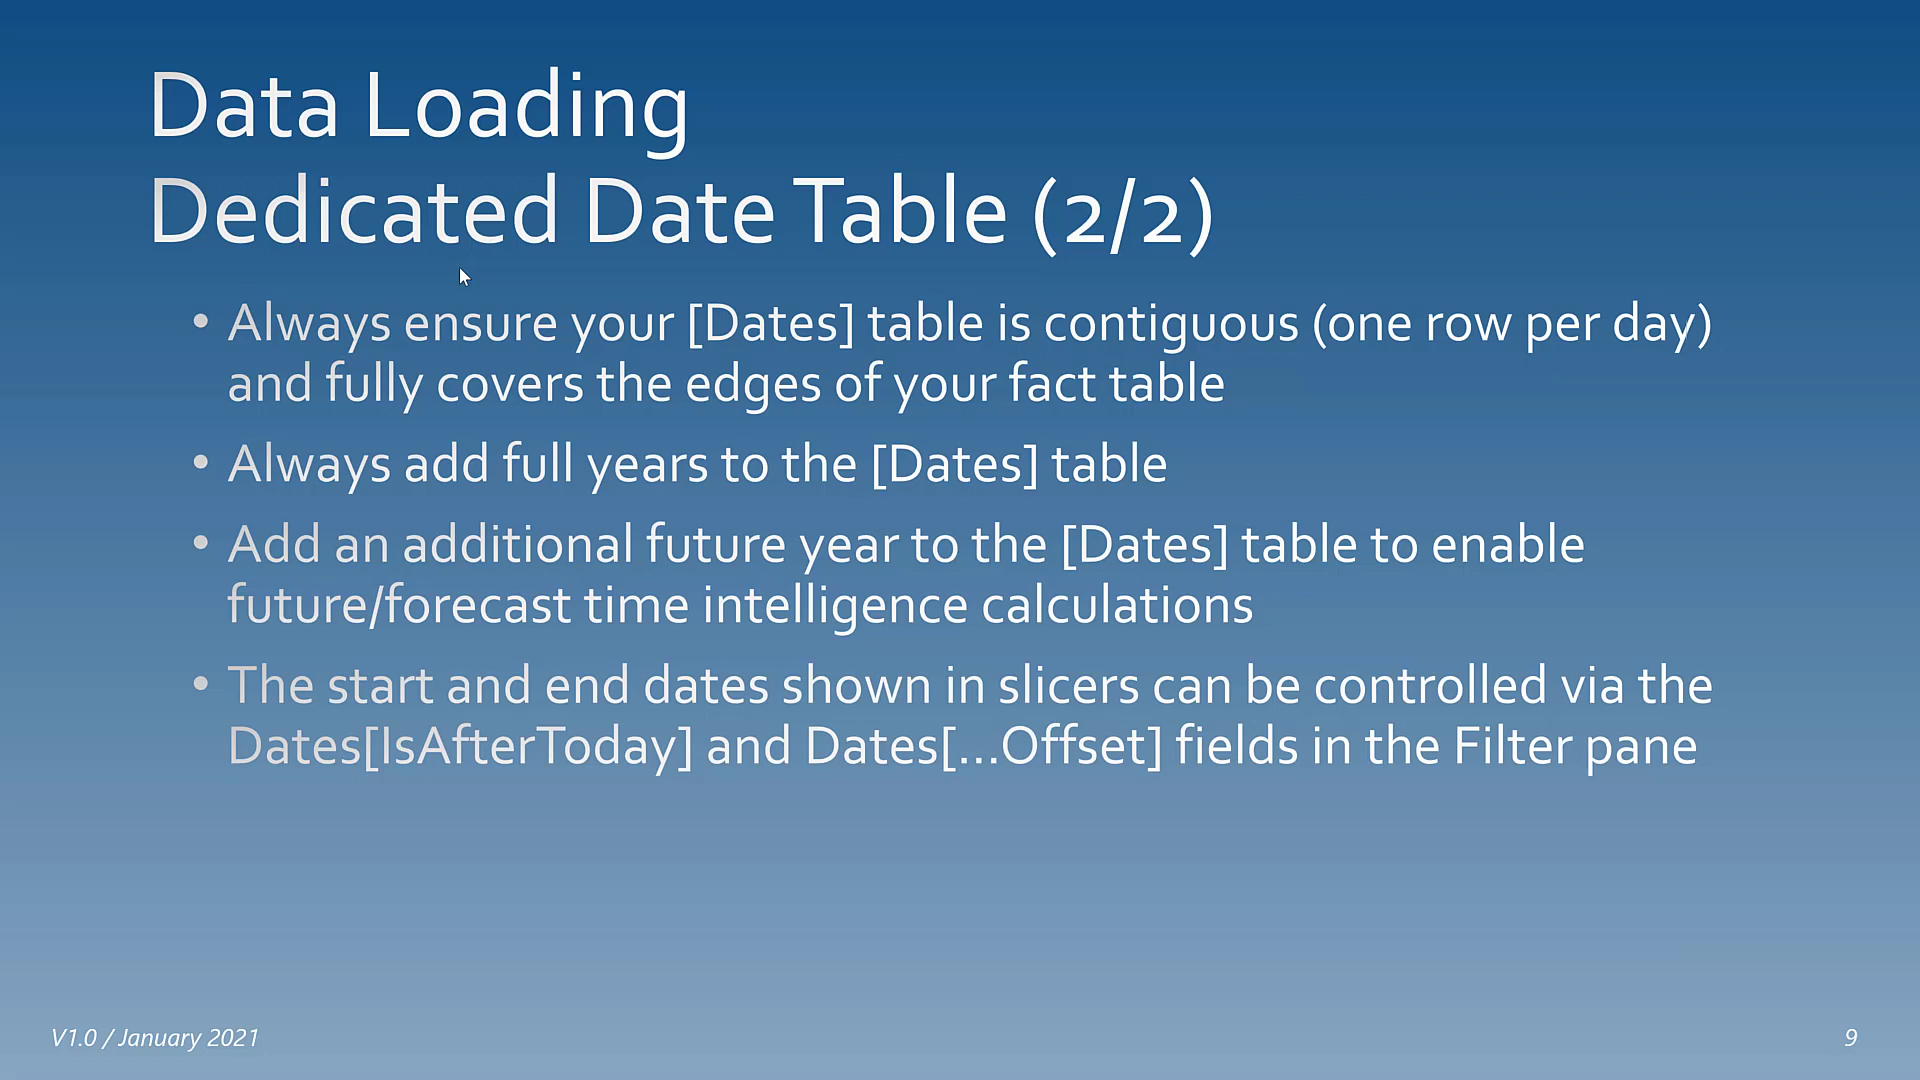 Data Loading
Dedicated Date Table (2/2)
• Always ensure your [Dates] table is contiguous (one row per day)
and fully covers the edges of your fact table
• Always add full years to the [Dates] table
• Add an additional future year to the [Dates] table to enable
future/forecast time intelligence calculations
• The start and end dates shown in slicers can be controlled via the
Dates[IsAfterToday] and Dates[...Offset] fields in the Filter pane
V1.0 / January 2021
9